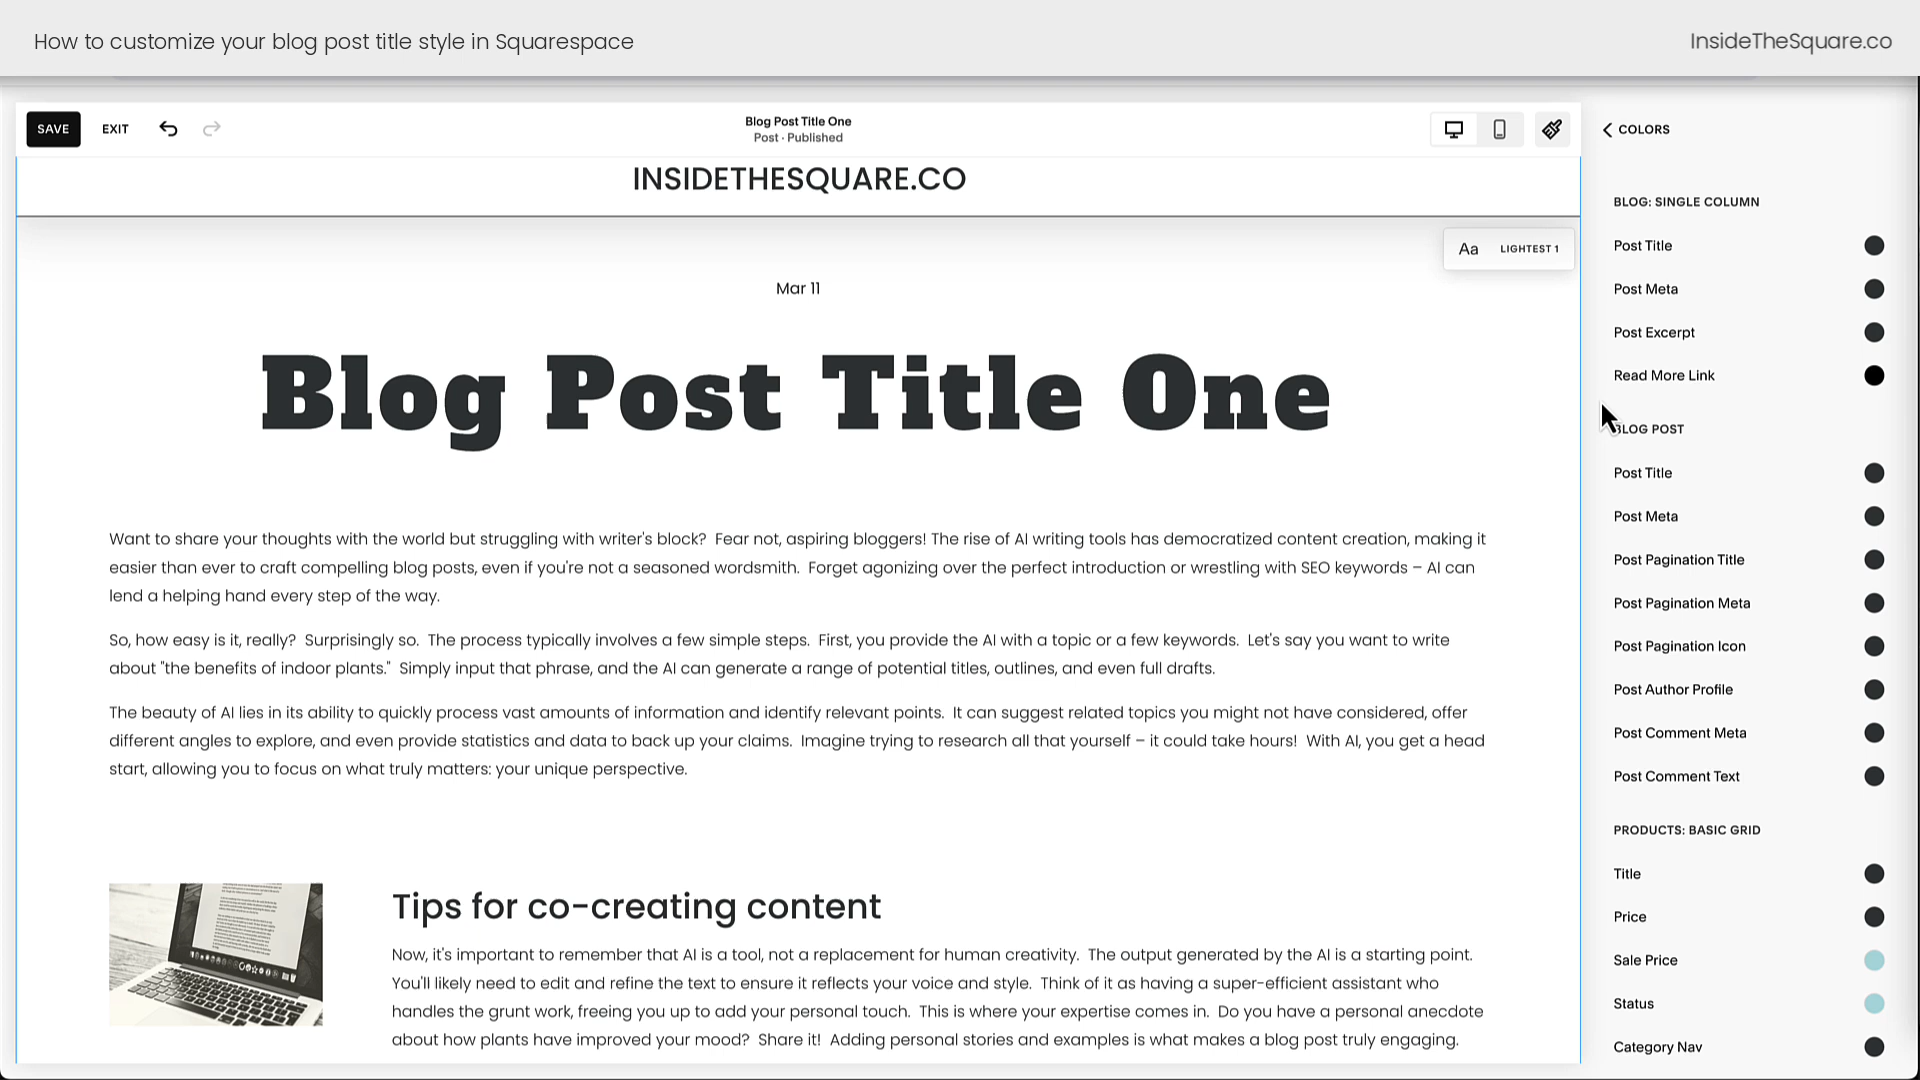 How to customize your blog post title style in Squarespace
InsideTheSquare.co
SAVE
EXIT
Blog Post Title One
Post · Published
COLORS
INSIDETHESQUARE.CO
Aa LIGHTEST 1
Mar 11
Blog Post Title One
Want to share your thoughts with the world but struggling with writer's block?  Fear not, aspiring bloggers! The rise of AI writing tools has democratized content creation, making it
easier than ever to craft compelling blog posts, even if you're not a seasoned wordsmith.  Forget agonizing over the perfect introduction or wrestling with SEO keywords – AI can
lend a helping hand every step of the way.
So, how easy is it, really?  Surprisingly so.  The process typically involves a few simple steps.  First, you provide the AI with a topic or a few keywords.  Let's say you want to write
about "the benefits of indoor plants."  Simply input that phrase, and the AI can generate a range of potential titles, outlines, and even full drafts.
The beauty of AI lies in its ability to quickly process vast amounts of information and identify relevant points.  It can suggest related topics you might not have considered, offer
different angles to explore, and even provide statistics and data to back up your claims.  Imagine trying to research all that yourself – it could take hours!  With AI, you get a head
start, allowing you to focus on what truly matters: your unique perspective.
Tips for co-creating content
Now, it's important to remember that AI is a tool, not a replacement for human creativity.  The output generated by the AI is a starting point.
You'll likely need to edit and refine the text to ensure it reflects your voice and style.  Think of it as having a super-efficient assistant who
handles the grunt work, freeing you up to add your personal touch.  This is where your expertise comes in.  Do you have a personal anecdote
about how plants have improved your mood?  Share it!  Adding personal stories and examples is what makes a blog post truly engaging.
BLOG: SINGLE COLUMN
Post Title
Post Meta
Post Excerpt
Read More Link
BLOG POST
Post Title
Post Meta
Post Pagination Title
Post Pagination Meta
Post Pagination Icon
Post Author Profile
Post Comment Meta
Post Comment Text
PRODUCTS: BASIC GRID
Title
Price
Sale Price
Status
Category Nav